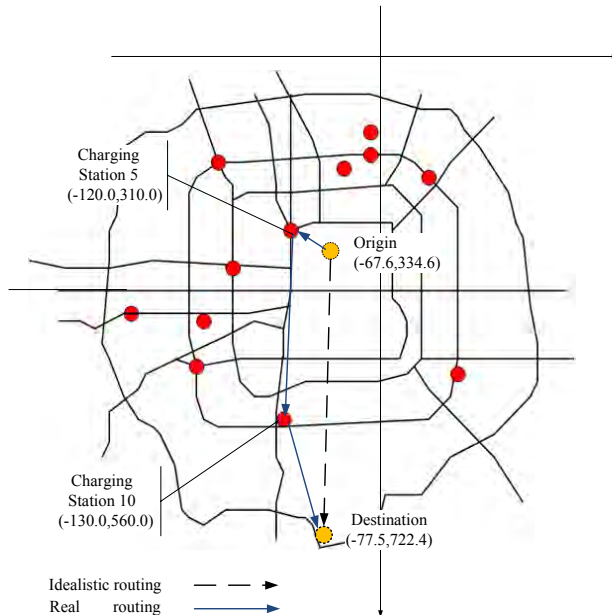 Charging
Station 5
(-120.0,310.0)
Origin
(-67.6,334.6)
Charging
Station 10
(-130.0,560.0)
Destination
(-77.5,722.4)
Idealistic routing
Real routing